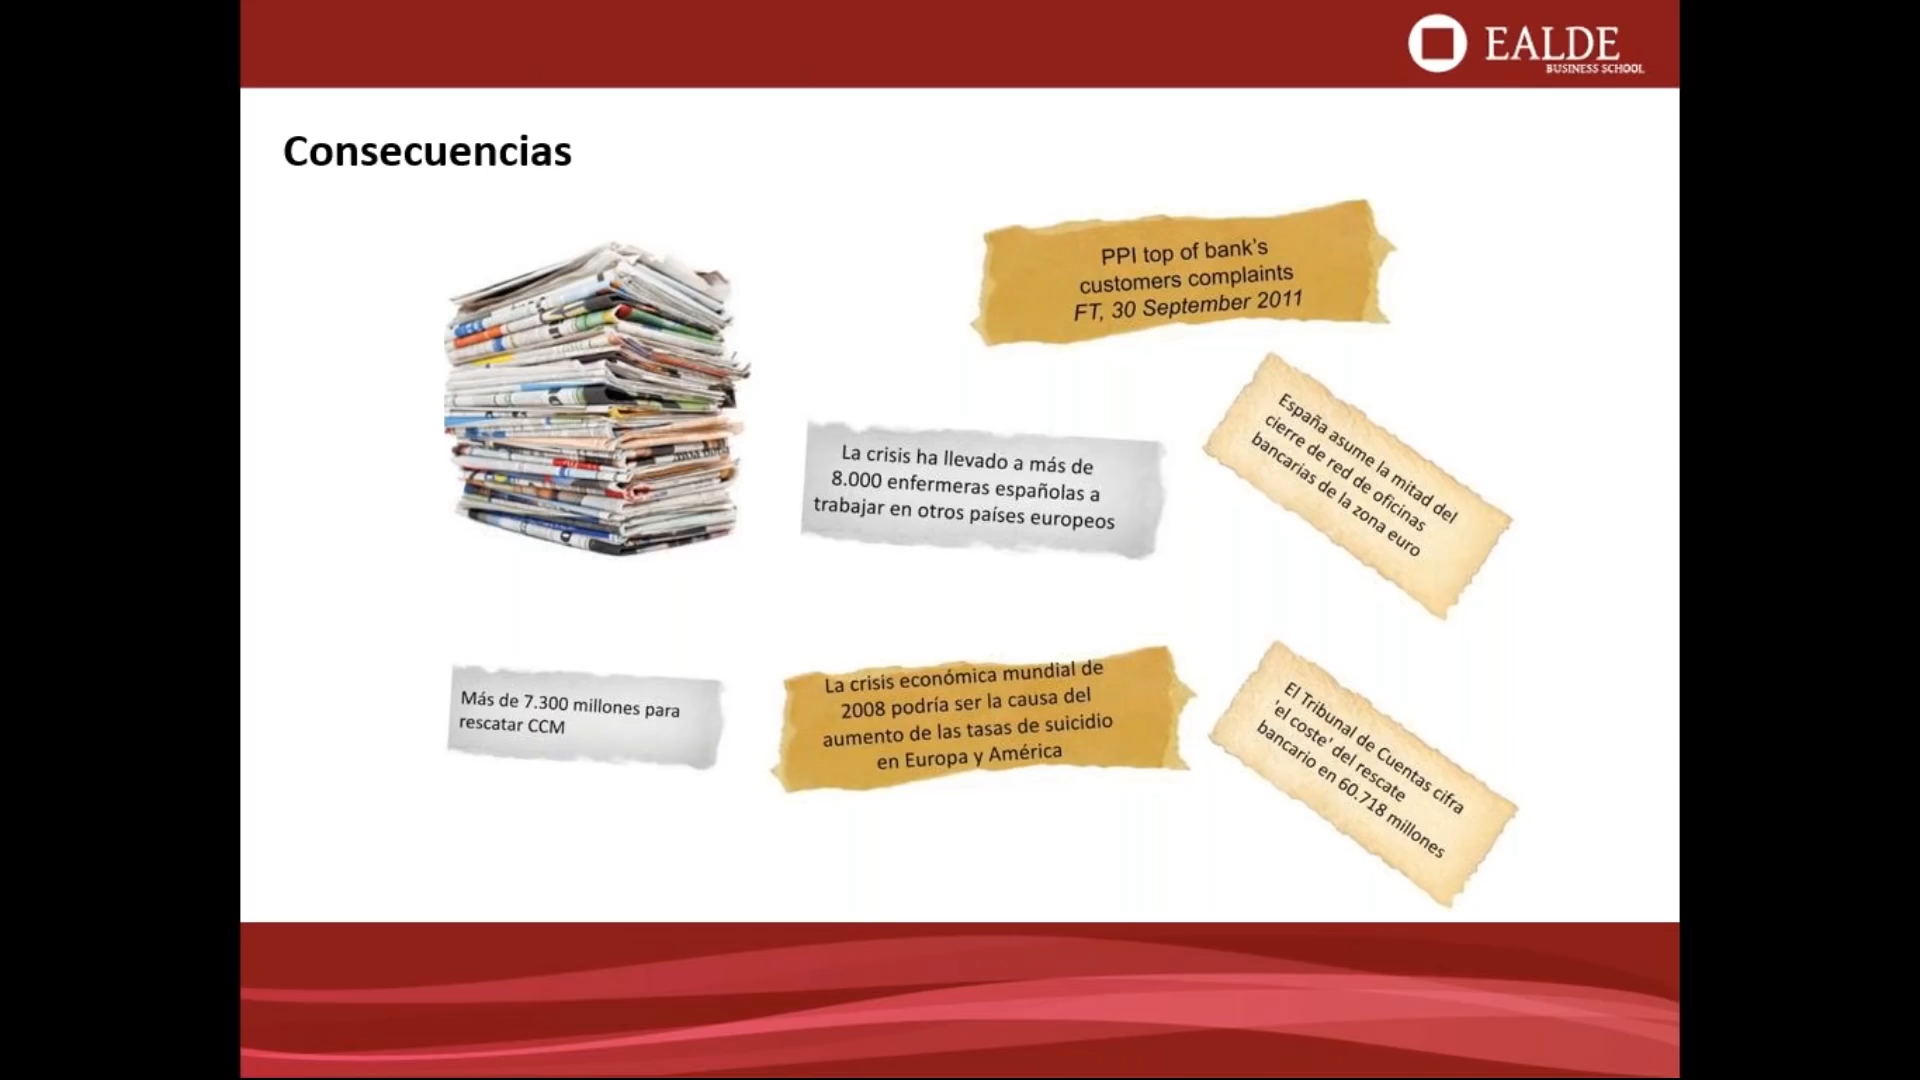 EALDE
BUSINESS SCHOOL
Consecuencias
PPI top of bank’s
customers complaints
FT, 30 September 2011
La crisis ha llevado a más de
8.000 enfermeras españolas a
trabajar en otros países europeos
España asume la mitad del
cierre de red de oficinas
bancarias de la zona euro
Más de 7.300 millones para
rescatar CCM
La crisis económica mundial de
2008 podría ser la causa del
aumento de las tasas de suicidio
en Europa y América
El Tribunal de Cuentas cifra
'el coste' del rescate
bancario en 60.718 millones